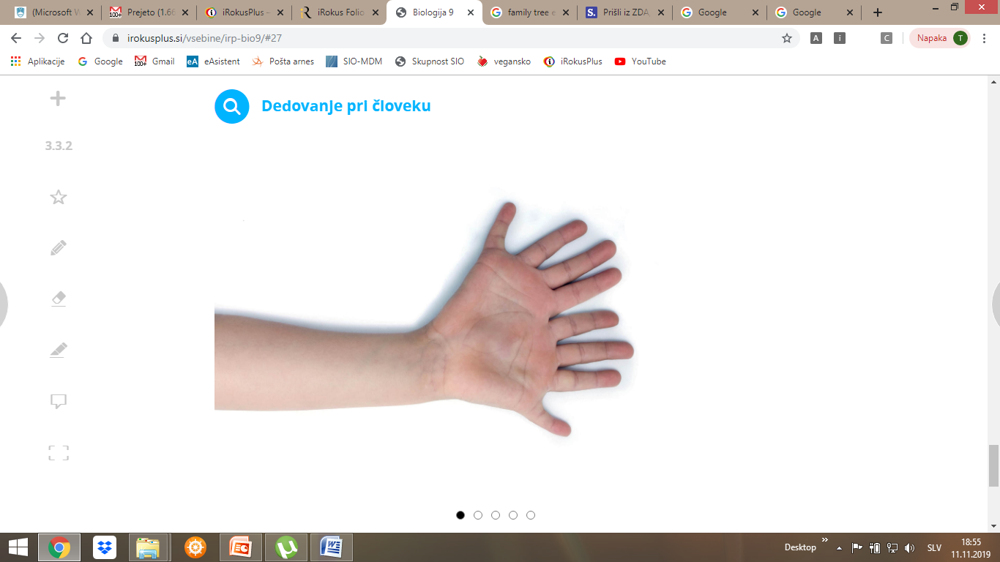 (Microsoft W
Prejeto (1.66
iRokusPlus –
iRokus Folio
Biologija 9
family tree e
Prišli iz ZDA,
Google
Google
irokusplus.si/vsebine/irp-bio9/#27
A
i
C
Napaka
T
Aplikacije
Google
100+
Gmail
eA
eAsistent
Pošta arnes
SIO-MDM
Skupnost SIO
vegansko
iRokusPlus
YouTube
Dedovanje pri človeku
3.3.2
Desktop
SLV
18:55
11.11.2019